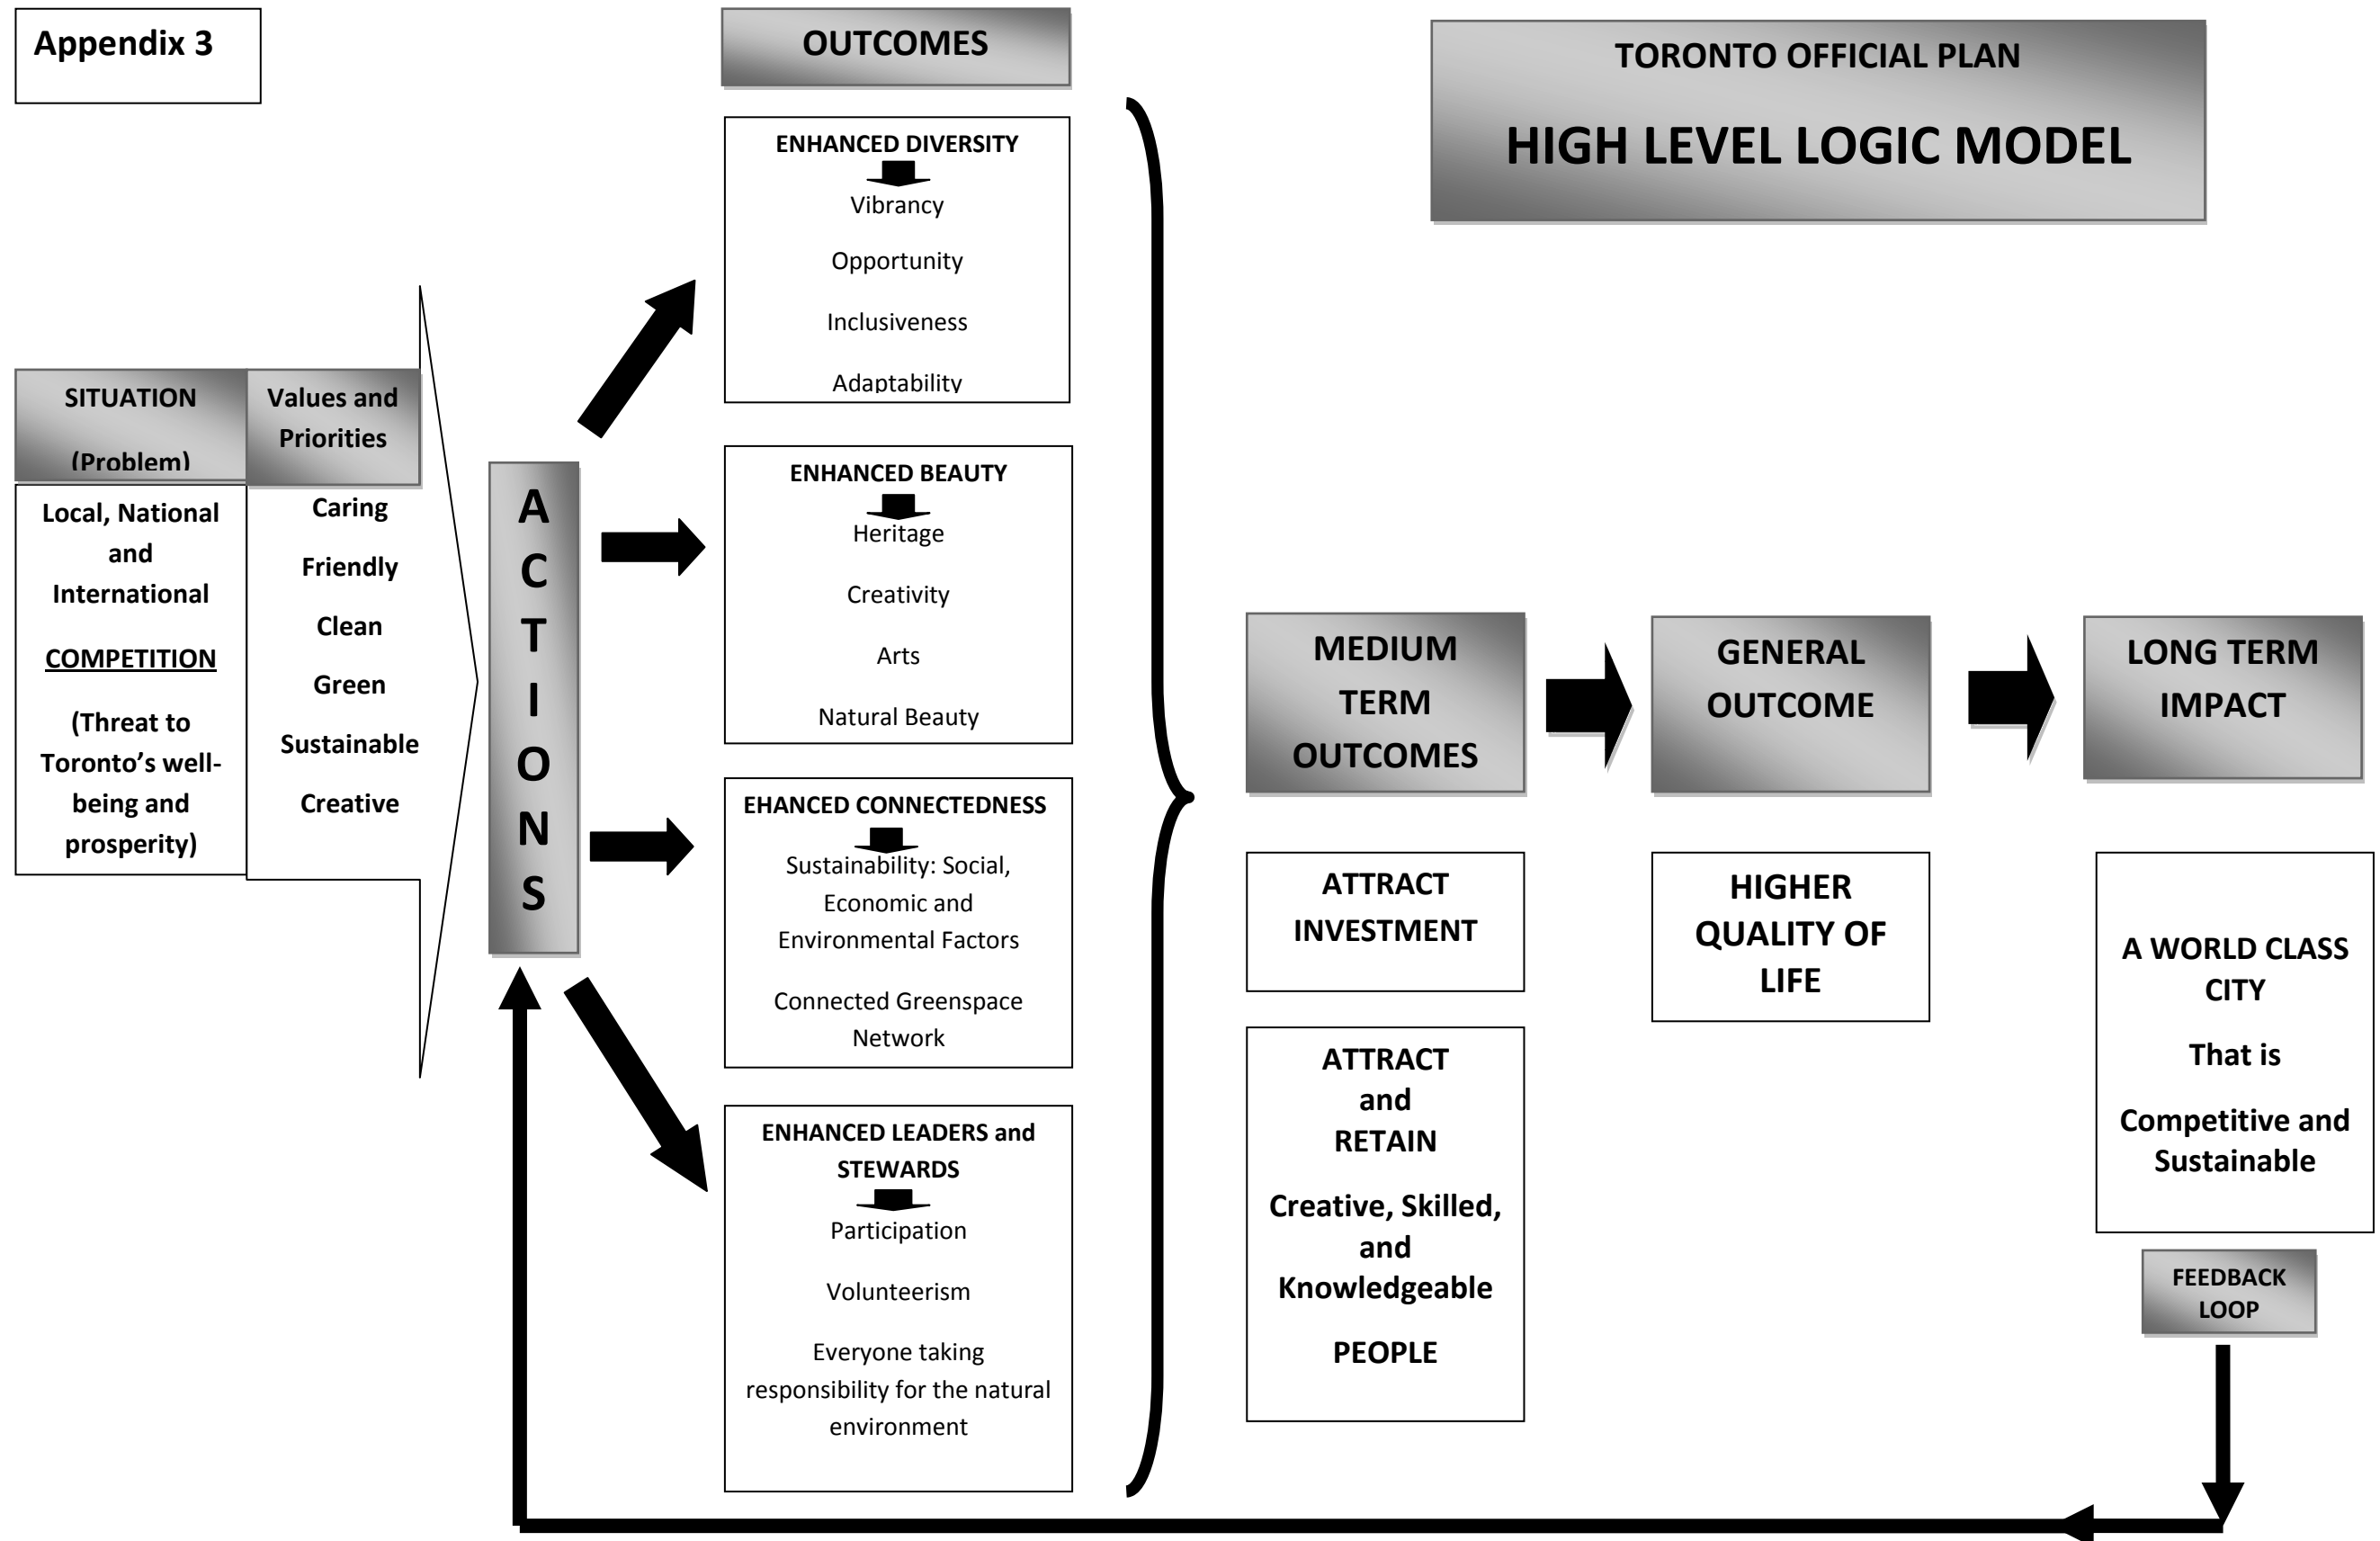 Appendix 3
OUTCOMES
TORONTO OFFICIAL PLAN
HIGH LEVEL LOGIC MODEL
SITUATION
(Problem)
Local, National
and
International
COMPETITION
(Threat to
Toronto’s well-
being and
prosperity)
Values and
Priorities
Caring
Friendly
Clean
Green
Sustainable
Creative
A
C
T
I
O
N
S
ENHANCED DIVERSITY
Vibrancy
Opportunity
Inclusiveness
Adaptability
ENHANCED BEAUTY
Heritage
Creativity
Arts
Natural Beauty
EHANCED CONNECTEDNESS
Sustainability: Social,
Economic and
Environmental Factors
Connected Greenspace
Network
ENHANCED LEADERS and
STEWARDS
Participation
Volunteerism
Everyone taking
responsibility for the natural
environment
MEDIUM
TERM
OUTCOMES
ATTRACT
INVESTMENT
ATTRACT
and
RETAIN
Creative, Skilled,
and
Knowledgeable
PEOPLE
GENERAL
OUTCOME
HIGHER
QUALITY OF
LIFE
LONG TERM
IMPACT
A WORLD CLASS
CITY
That is
Competitive and
Sustainable
FEEDBACK
LOOP